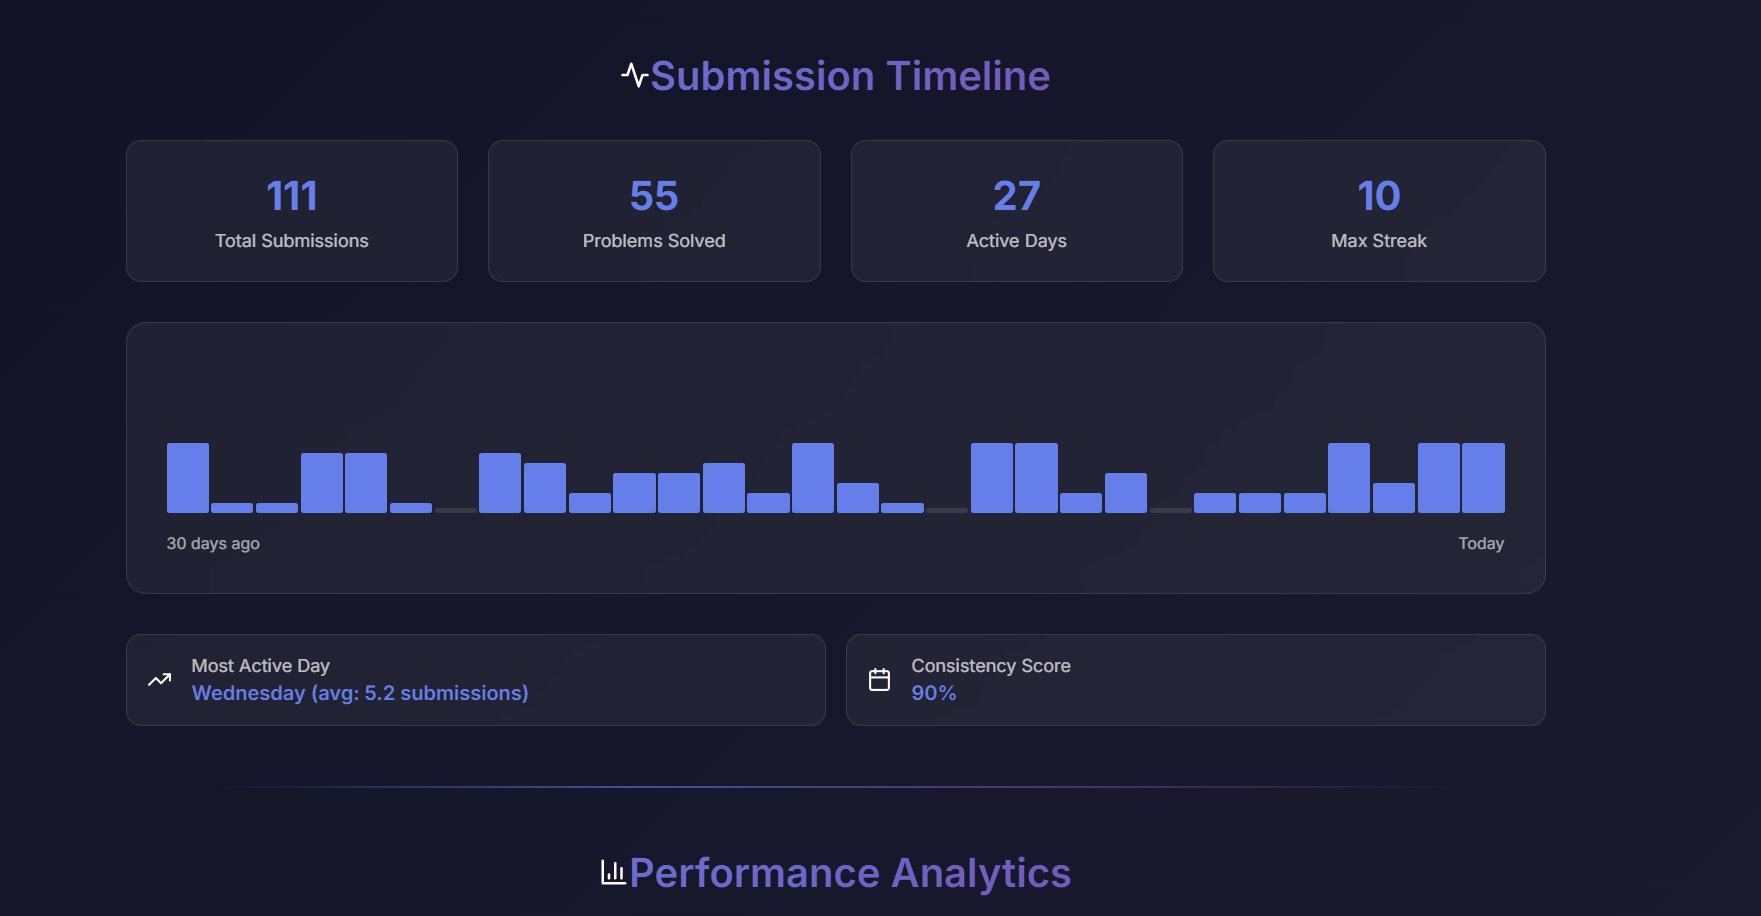 Submission Timeline
111
Total Submissions
55
Problems Solved
27
Active Days
10
Max Streak
30 days ago
Today
Most Active Day
Wednesday (avg: 5.2 submissions)
Consistency Score
90%
Performance Analytics